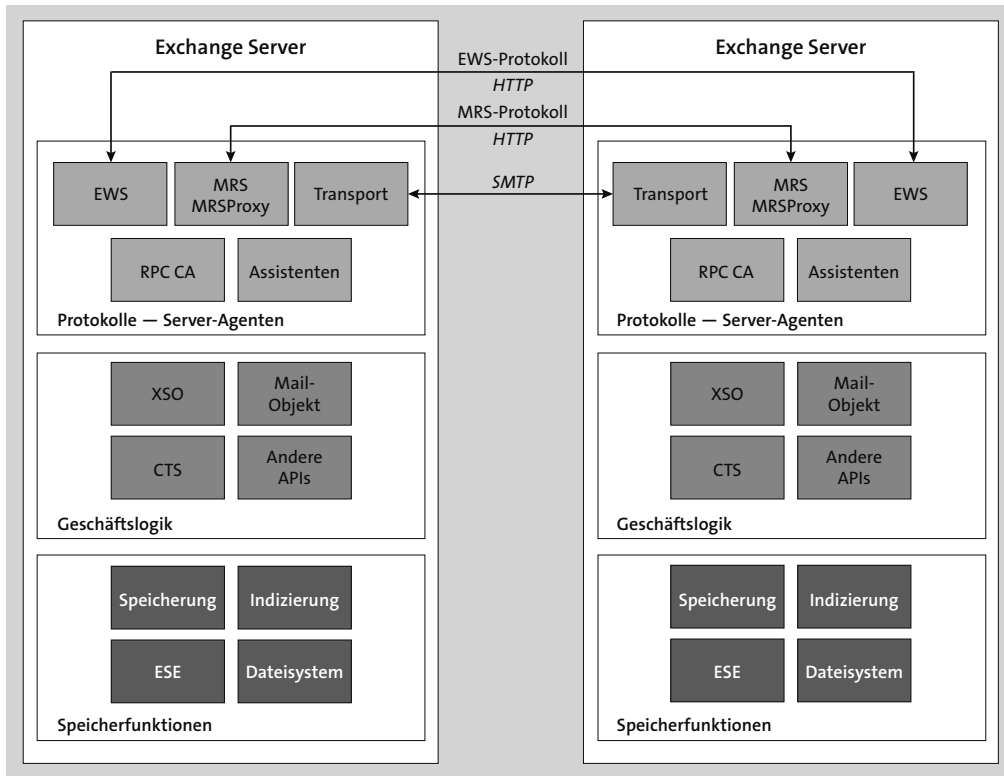 Exchange Server
Exchange Server
EWS-Protokoll
HTTP
MRS-Protokoll
HTTP
SMTP
EWS
MRS
MRSProxy
Transport
RPC CA
Assistenten
Protokolle — Server-Agenten
XSO
Mail-
Objekt
CTS
Andere
APIs
Geschäftslogik
Speicherung
Indizierung
ESE
Dateisystem
Speicherfunktionen
Transport
MRS
MRSProxy
EWS
RPC CA
Assistenten
Protokolle — Server-Agenten
XSO
Mail-
Objekt
CTS
Andere
APIs
Geschäftslogik
Speicherung
Indizierung
ESE
Dateisystem
Speicherfunktionen